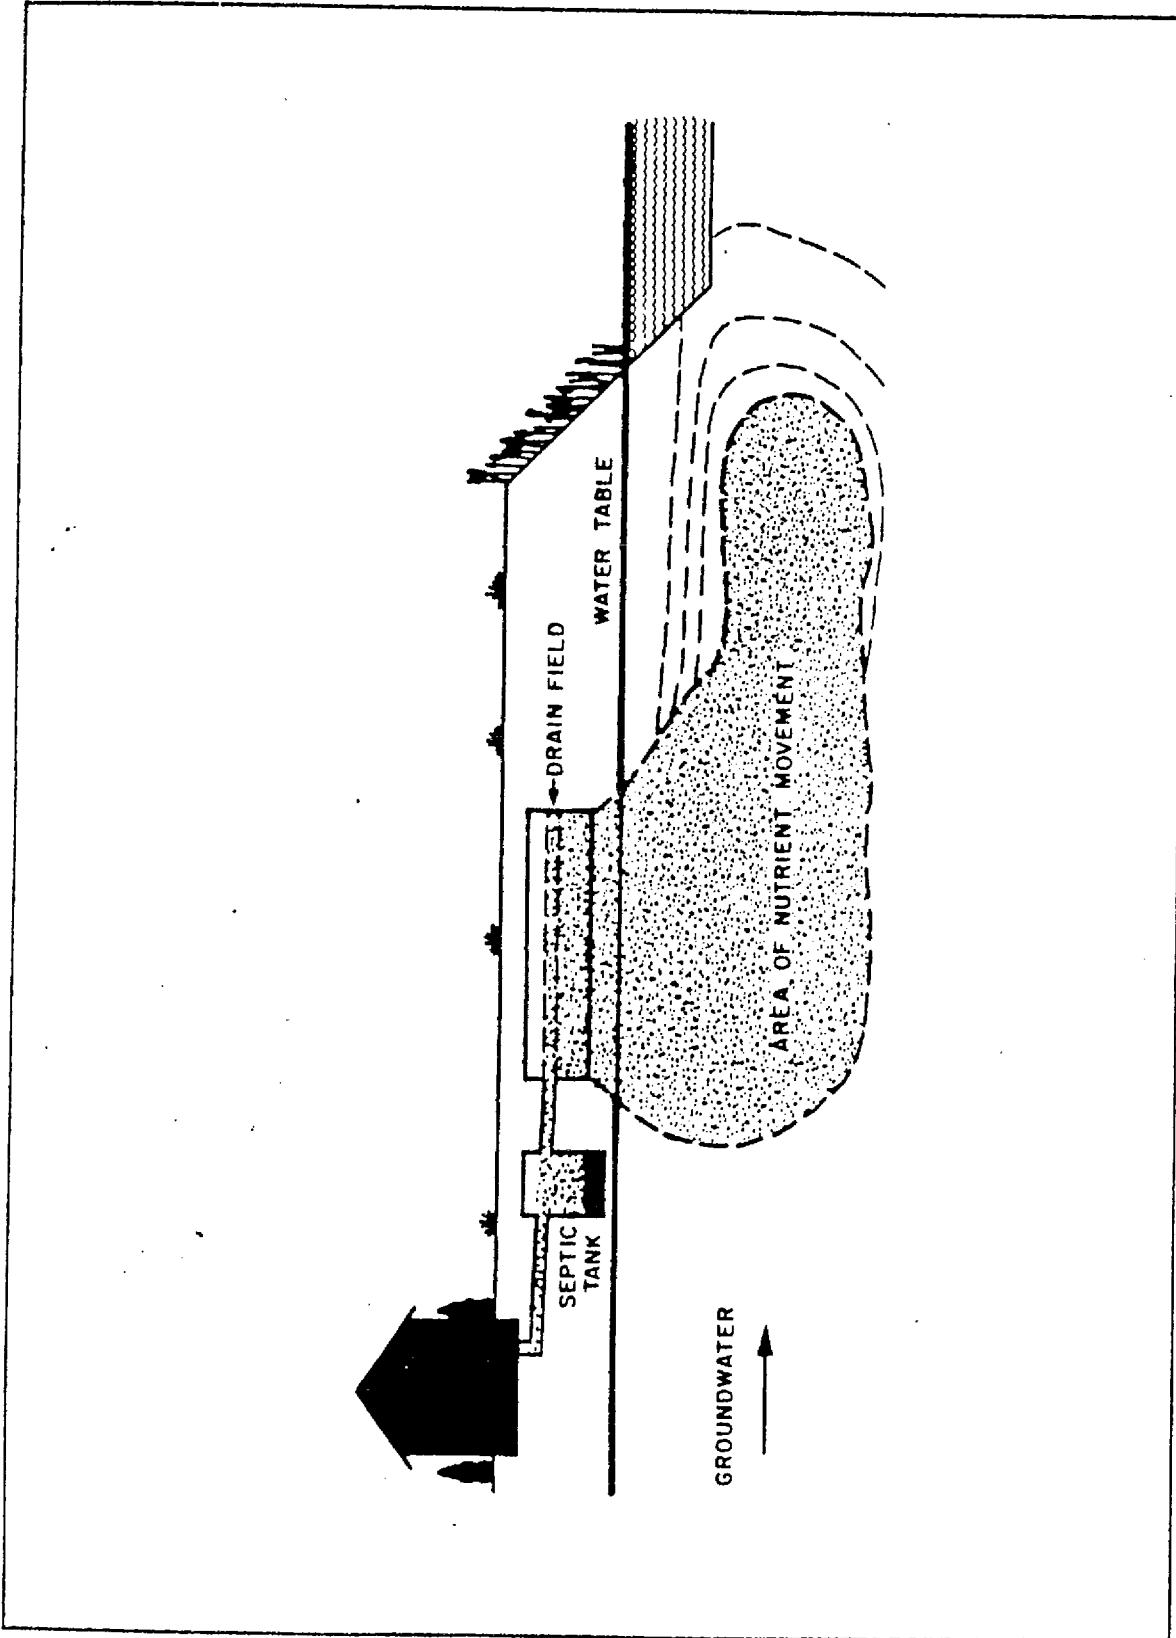 GROUNDWATER
SEPTIC
TANK
DRAIN FIELD
WATER TABLE
AREA OF NUTRIENT MOVEMENT